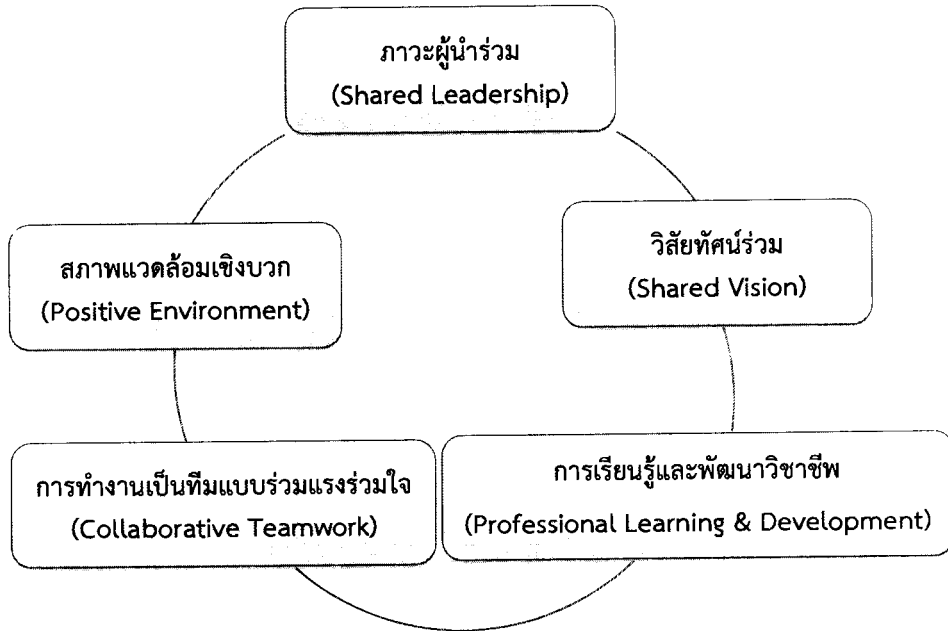 ภาวะผู้นำร่วม
(Shared Leadership)
วิสัยทัศน์ร่วม
(Shared Vision)
สภาพแวดล้อมเชิงบวก
(Positive Environment)
การเรียนรู้และพัฒนาวิชาชีพ
(Professional Learning & Development)
การทำงานเป็นทีมแบบร่วมแรงร่วมใจ
(Collaborative Teamwork)